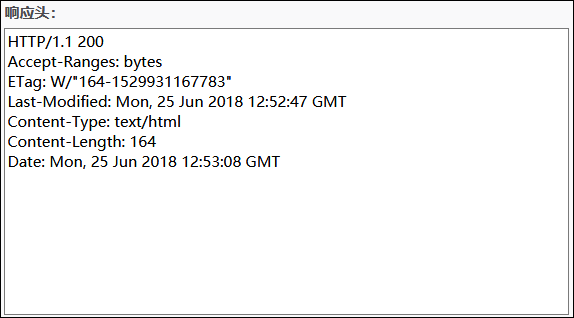 响应头：
HTTP/1.1 200
Accept-Ranges: bytes
ETag: W/"164-1529931167783"
Last-Modified: Mon, 25 Jun 2018 12:52:47 GMT
Content-Type: text/html
Content-Length: 164
Date: Mon, 25 Jun 2018 12:53:08 GMT